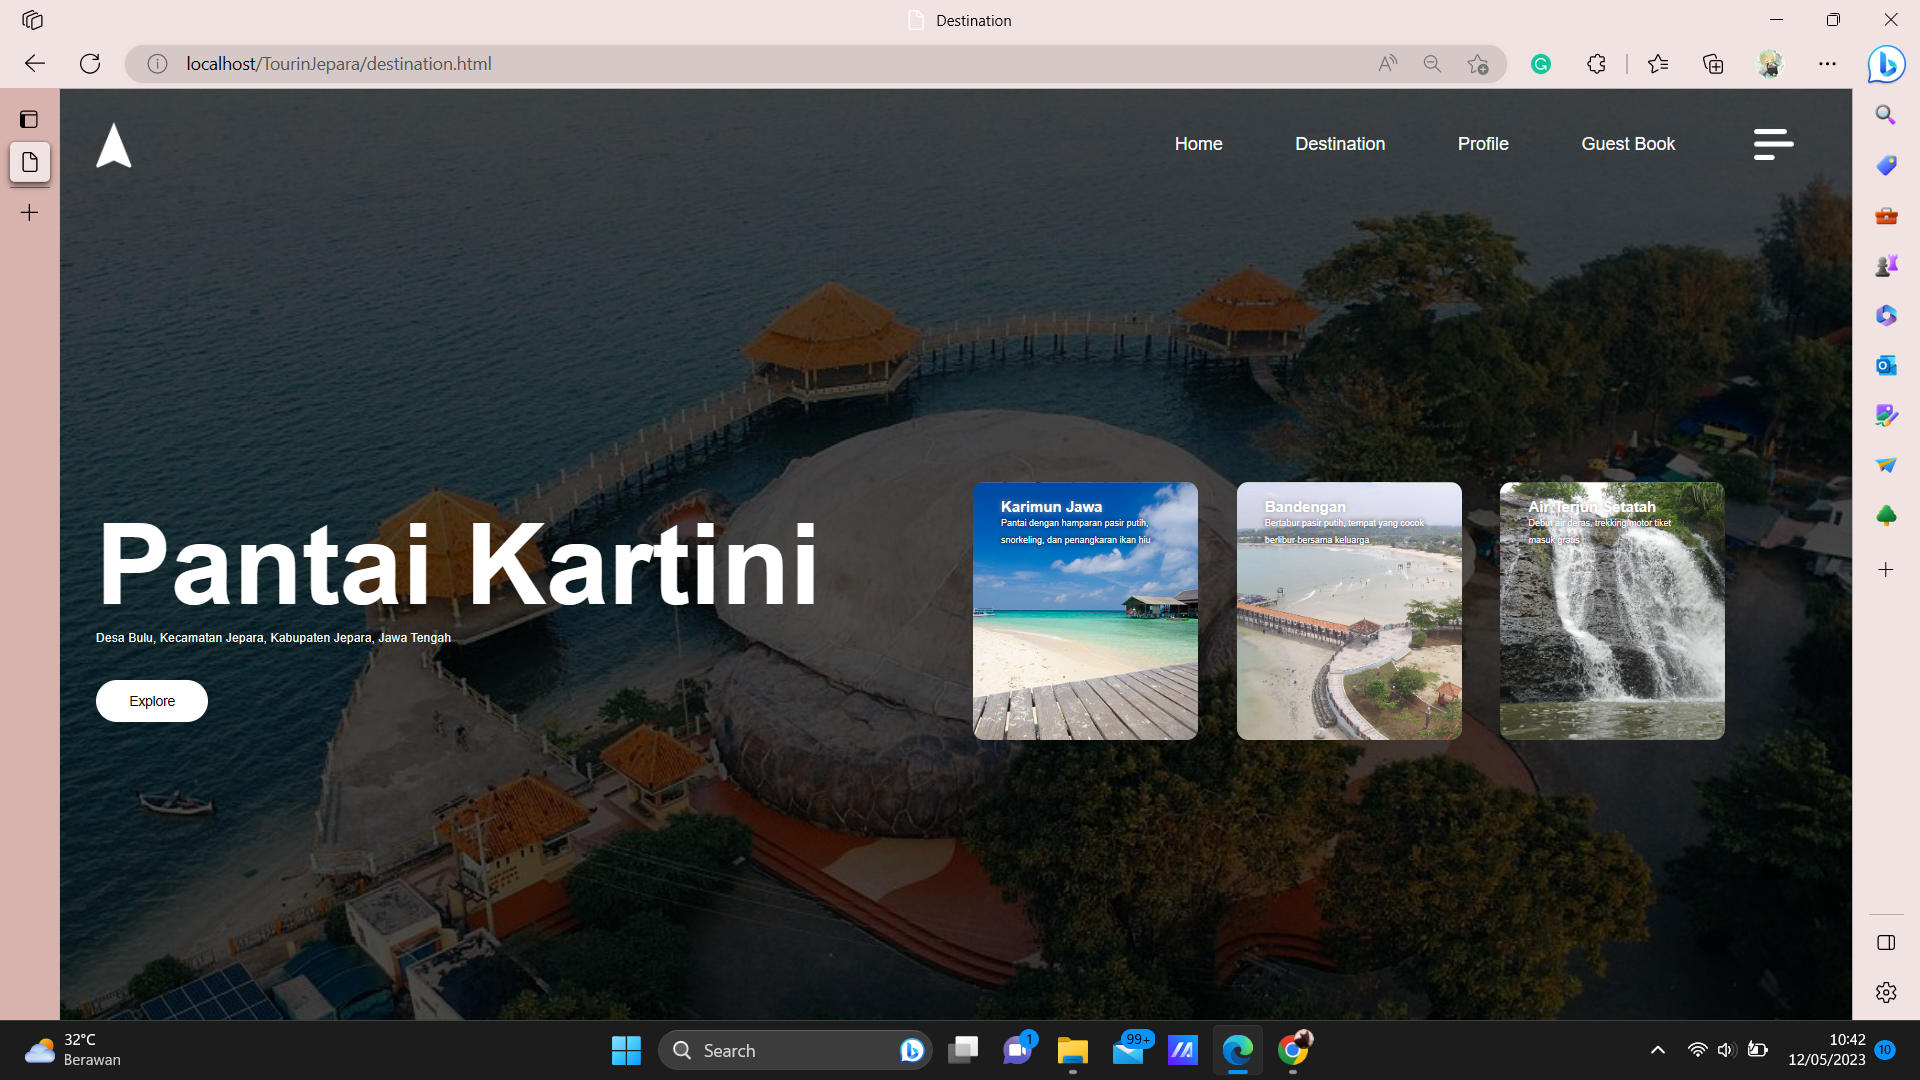 Destination
localhost/TourinJepara/destination.html
Home
Destination
Profile
Guest Book
Pantai Kartini
Desa Bulu, Kecamatan Jepara, Kabupaten Jepara, Jawa Tengah
Explore
Karimun Jawa
Pantai dengan hamparan pasir putih,
snorkeling, dan penangkaran ikan hiu
Bandengan
Bertabur pasir putih, tempat yang cocok
berlibur bersama keluarga
Air Terjun Setatah
Debut air deras, trekking/motor tiket
masuk gratis
32°C
Berawan
Search
1
99+
10:42
12/05/2023
10